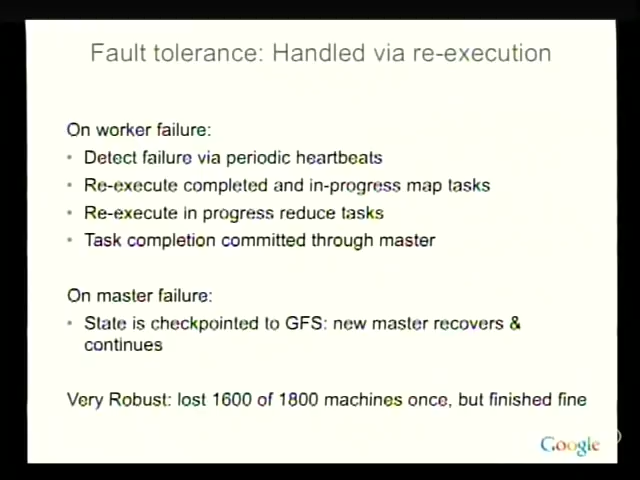 Fault tolerance: Handled via re-execution
On worker failure:
• Detect failure via periodic heartbeats
• Re-execute completed and in-progress map tasks
• Re-execute in progress reduce tasks
• Task completion committed through master
On master failure:
• State is checkpointed to GFS: new master recovers &
continues
Very Robust: lost 1600 of 1800 machines once, but finished fine
Google